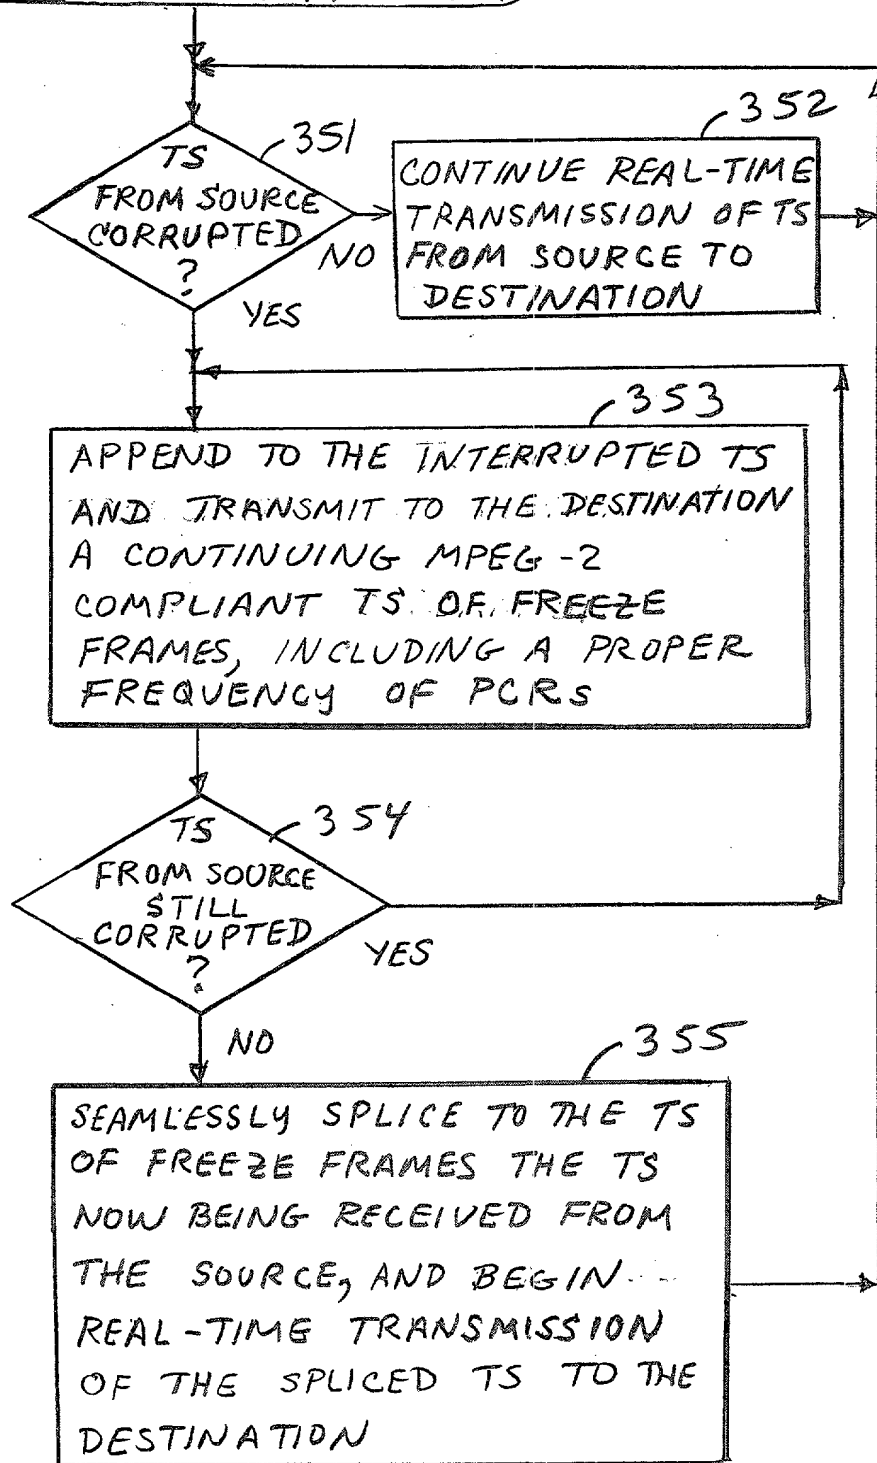 351
TS
FROM SOURCE
CORRUPTED
?
NO
YES
352
CONTINUE REAL-TIME
TRANSMISSION OF TS
FROM SOURCE TO
DESTINATION
353
APPEND TO THE INTERRUPTED TS
AND TRANSMIT TO THE DESTINATION
A CONTINUING MPEG-2
COMPLIANT TS OF FREEZE
FRAMES, INCLUDING A PROPER
FREQUENCY OF PCRs
354
TS
FROM SOURCE
STILL
CORRUPTED
?
YES
NO
355
SEAMLESSLY SPLICE TO THE TS
OF FREEZE FRAMES THE TS
NOW BEING RECEIVED FROM
THE SOURCE, AND BEGIN
REAL-TIME TRANSMISSION
OF THE SPLICED TS TO THE
DESTINATION